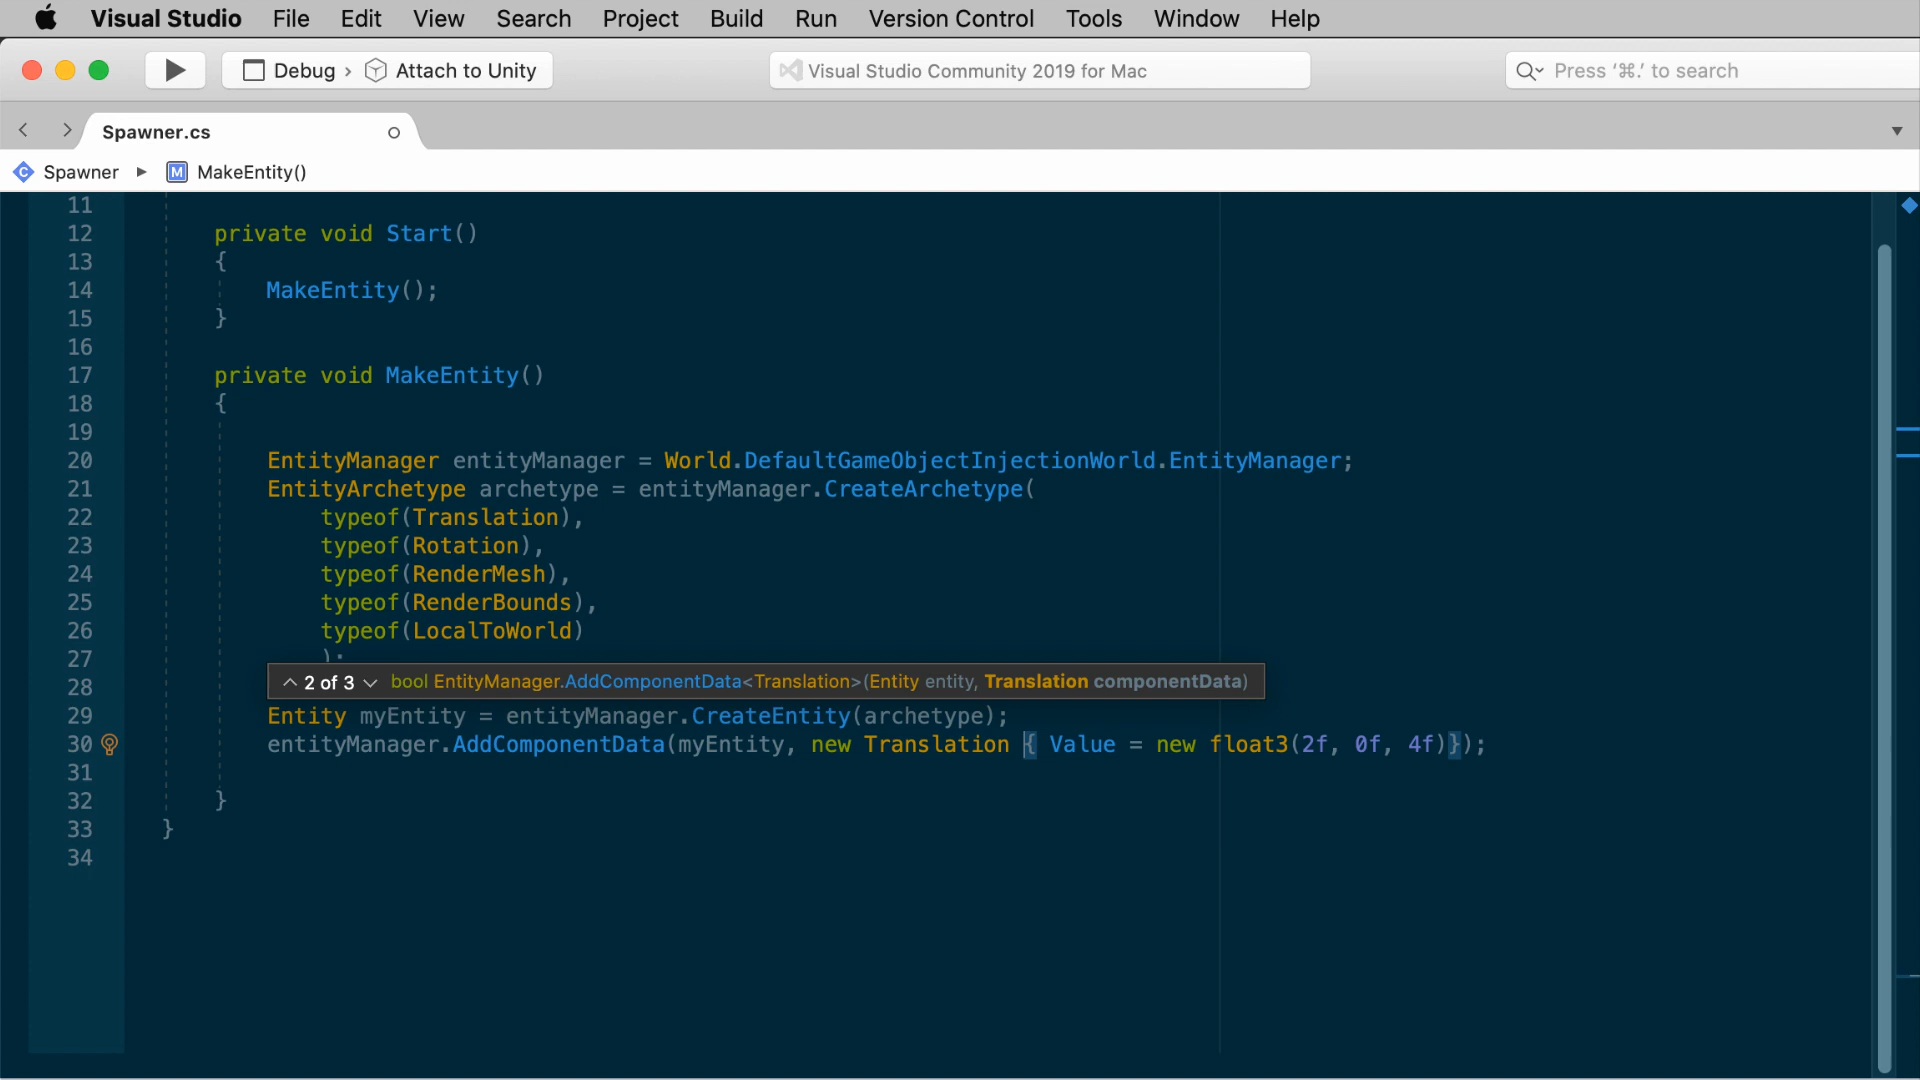 Visual Studio File Edit View Search Project Build Run Version Control Tools Window Help
Debug › Attach to Unity Visual Studio Community 2019 for Mac Press ‘⌘.’ to search
Spawner.cs
Spawner ▸ M MakeEntity()
11
12 private void Start()
13 {
14 MakeEntity();
15 }
16
17 private void MakeEntity()
18 {
19
20 EntityManager entityManager = World.DefaultGameObjectInjectionWorld.EntityManager;
21 EntityArchetype archetype = entityManager.CreateArchetype(
22 typeof(Translation),
23 typeof(Rotation),
24 typeof(RenderMesh),
25 typeof(RenderBounds),
26 typeof(LocalToWorld)
27 );
28 2 of 3 bool EntityManager.AddComponentData<Translation>(Entity entity, Translation componentData)
29 Entity myEntity = entityManager.CreateEntity(archetype);
30 entityManager.AddComponentData(myEntity, new Translation { Value = new float3(2f, 0f, 4f)});
31
32 }
33 }
34